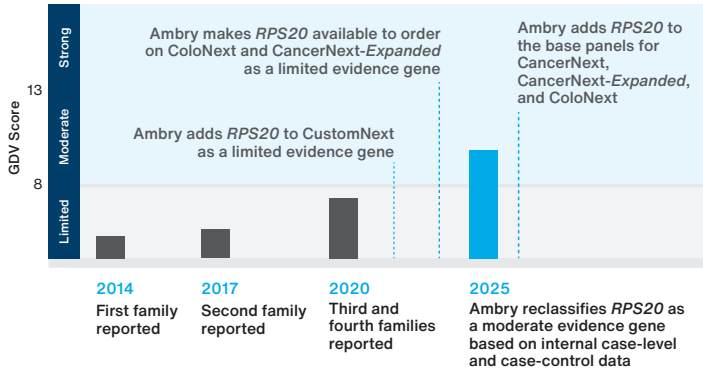 GDV Score
Strong
Moderate
Limited
13
8
Ambry makes RPS20 available to order
on ColoNext and CancerNext-Expanded
as a limited evidence gene
Ambry adds RPS20 to
the base panels for
CancerNext,
CancerNext-Expanded,
and ColoNext
Ambry adds RPS20 to CustomNext
as a limited evidence gene
2014
First family
reported
2017
Second family
reported
2020
Third and
fourth families
reported
2025
Ambry reclassifies RPS20 as
a moderate evidence gene
based on internal case-level
and case-control data